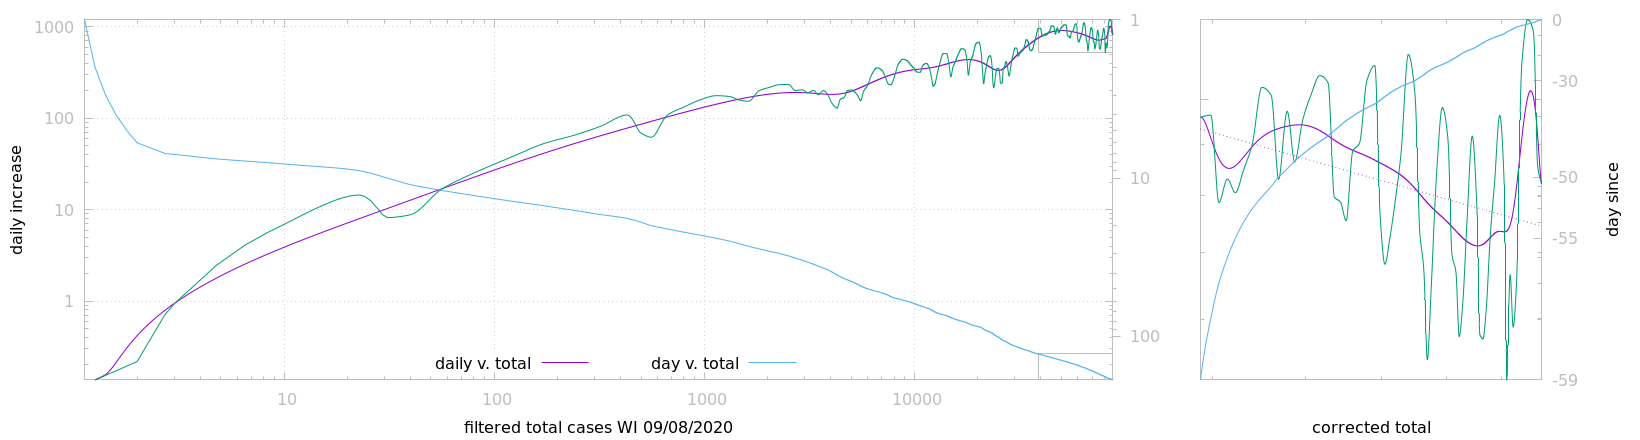 1000
100
10
1
daily increase
daily v. total
day v. total
10
100
1000
10000
filtered total cases WI 09/08/2020
1
10
100
0
-30
-50
-55
-59
day since
corrected total